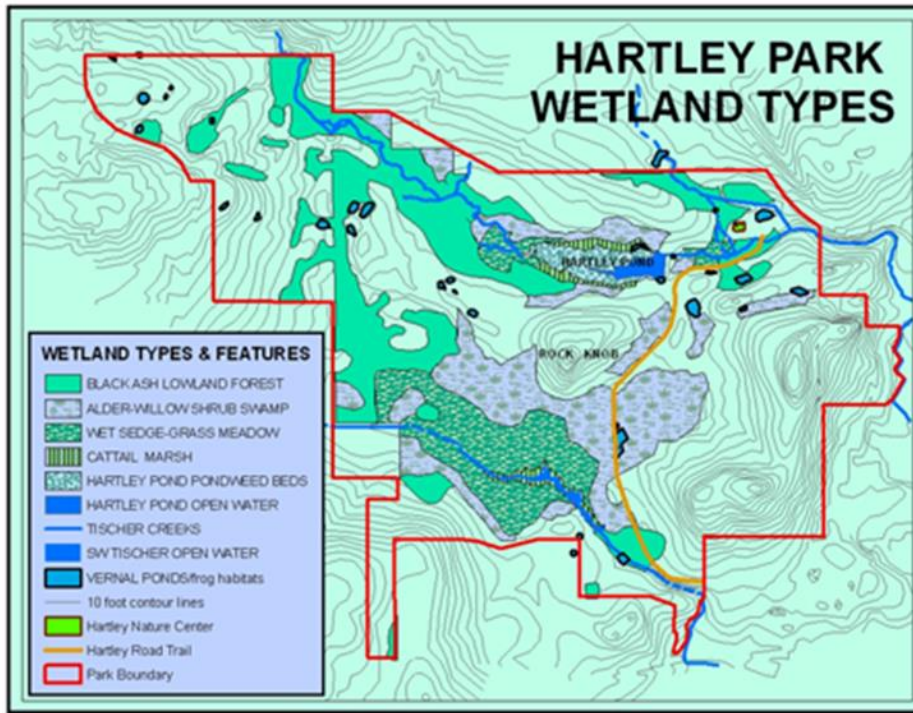 HARTLEY PARK
WETLAND TYPES
HARTLEY POND
ROCK KNOB
WETLAND TYPES & FEATURES
BLACK ASH LOWLAND FOREST
ALDER-WILLOW SHRUB SWAMP
WET SEDGE-GRASS MEADOW
CATTAIL MARSH
HARTLEY POND PONDWEED BEDS
HARTLEY POND OPEN WATER
TISCHER CREEKS
SW TISCHER OPEN WATER
VERNAL PONDS/frog habitats
10 foot contour lines
Hartley Nature Center
Hartley Road Trail
Park Boundary